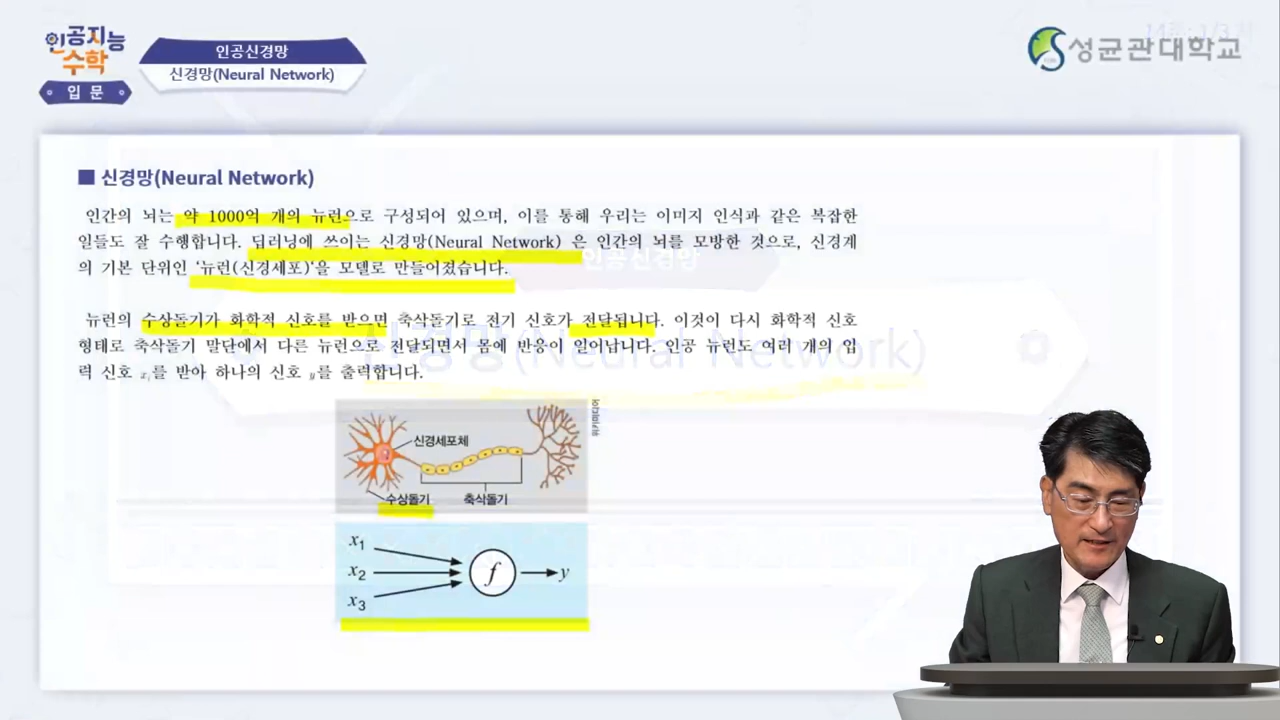 인공지능
수학
입문
인공신경망
신경망(Neural Network)
성균관대학교
■ 신경망(Neural Network)
인간의 뇌는 약 1000억 개의 뉴런으로 구성되어 있으며, 이를 통해 우리는 이미지 인식과 같은 복잡한
일들도 잘 수행합니다. 딥러닝에 쓰이는 신경망(Neural Network) 은 인간의 뇌를 모방한 것으로, 신경계
의 기본 단위인 '뉴런(신경세포)'을 모델로 만들어졌습니다.
인공신경망
뉴런의 수상돌기가 화학적 신호를 받으면 축삭돌기로 전기 신호가 전달됩니다. 이것이 다시 화학적 신호
형태로 축삭돌기 말단에서 다른 뉴런으로 전달되면서 몸에 반응이 일어납니다. 인공 뉴런도 여러 개의 입
신경망(Neural Network)
력 신호 xᵢ를 받아 하나의 신호 y를 출력합니다.
신경세포체
수상돌기
축삭돌기
x₁
x₂
x₃
f
y